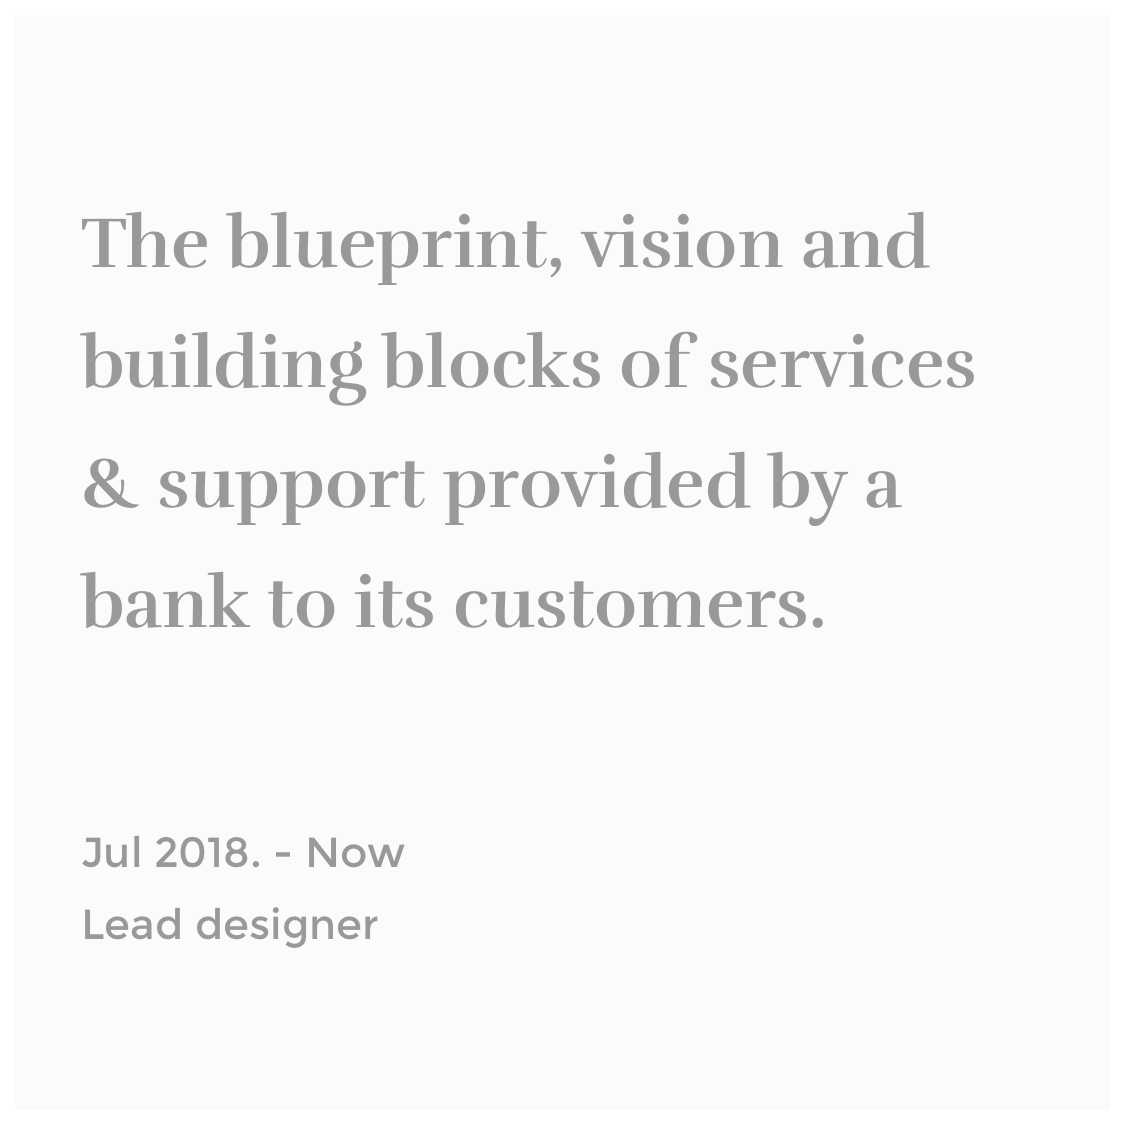 The blueprint, vision and
building blocks of services
& support provided by a
bank to its customers.
Jul 2018. - Now
Lead designer